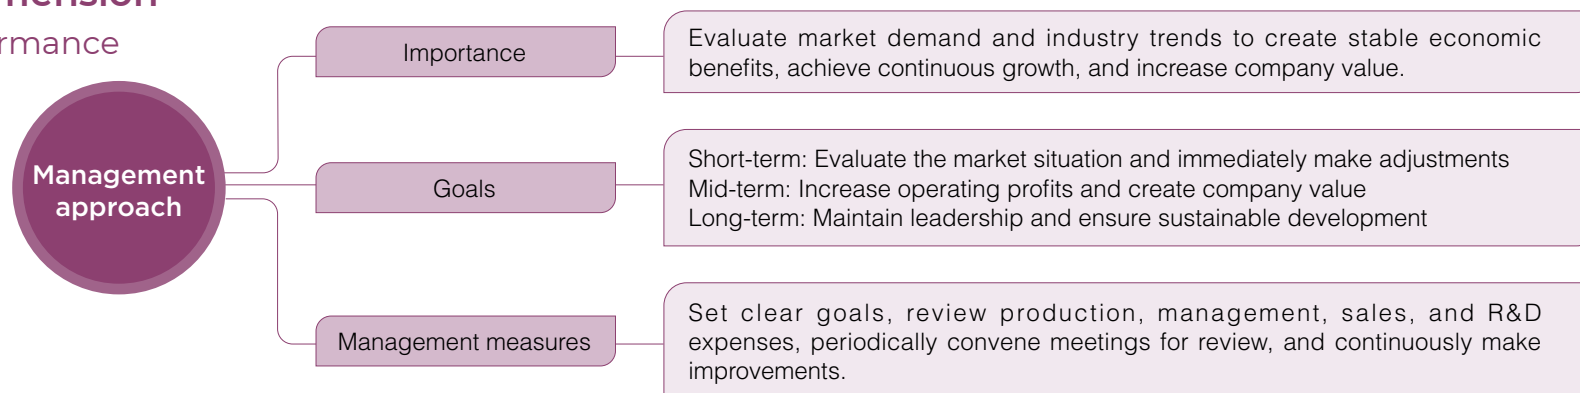 Importance
Evaluate market demand and industry trends to create stable economic
benefits, achieve continuous growth, and increase company value.
Management
approach
Goals
Short-term: Evaluate the market situation and immediately make adjustments
Mid-term: Increase operating profits and create company value
Long-term: Maintain leadership and ensure sustainable development
Management measures
Set clear goals, review production, management, sales, and R&D
expenses, periodically convene meetings for review, and continuously make
improvements.